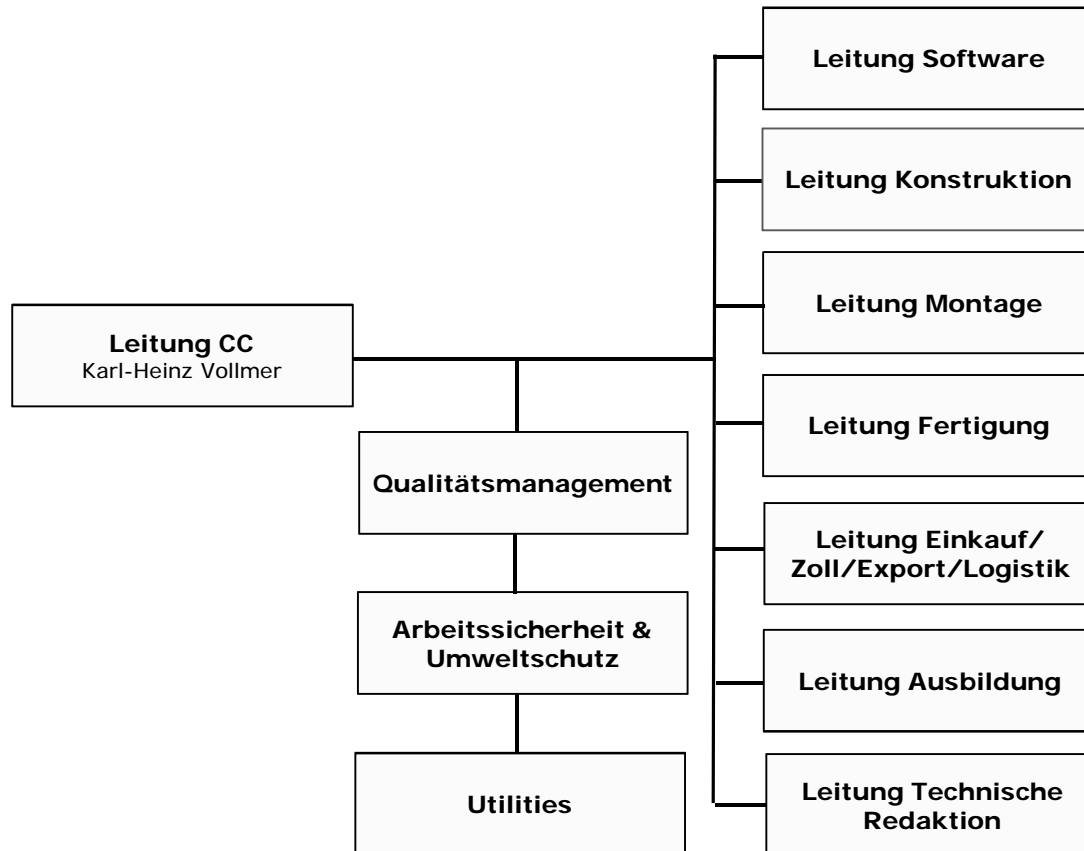 Leitung Software
Leitung Konstruktion
Leitung Montage
Leitung CC
Karl-Heinz Vollmer
Leitung Fertigung
Qualitätsmanagement
Leitung Einkauf/
Zoll/Export/Logistik
Arbeitssicherheit &
Umweltschutz
Leitung Ausbildung
Utilities
Leitung Technische
Redaktion